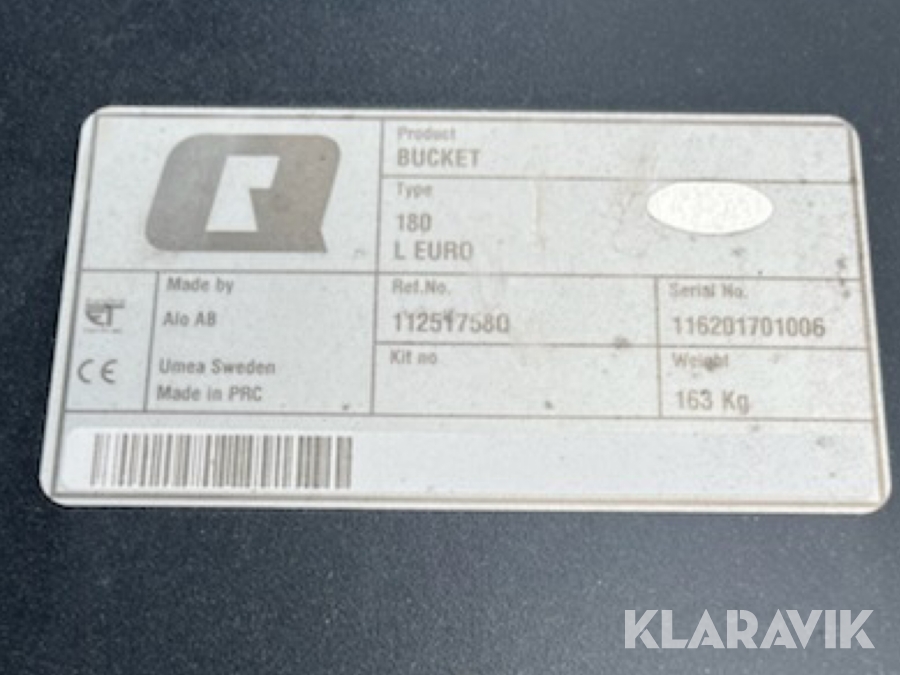 Product
BUCKET
Type
180
L EURO
Made by
Alo AB
Umea Sweden
Made in PRC
Ref.No.
112517580
Serial No.
116201701006
Kit no
Weight
163 Kg
CE
KLARAVIK